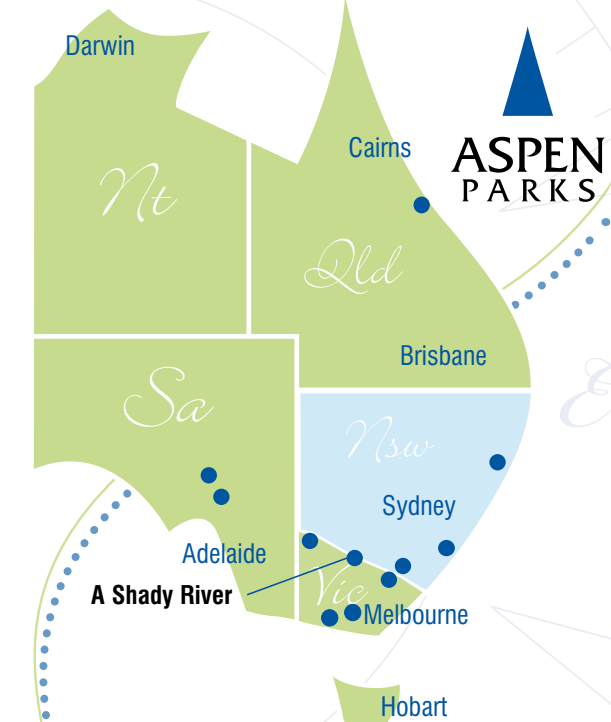 Darwin
Cairns
ASPEN
PARKS
Nt
Qld
Brisbane
Sa
Nsw
Sydney
Adelaide
A Shady River
Vic
Melbourne
Hobart